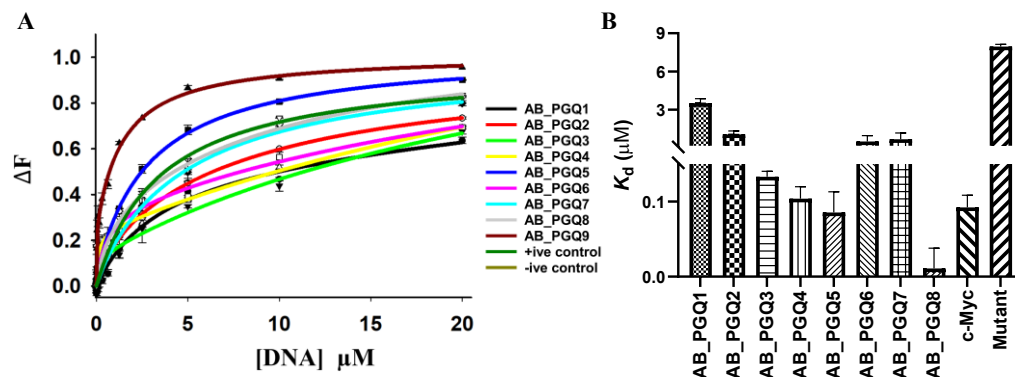 A
1.0
0.8
0.6
0.4
0.2
0.0
ΔF
0
5
10
15
20
[DNA] μM
AB_PGQ1
AB_PGQ2
AB_PGQ3
AB_PGQ4
AB_PGQ5
AB_PGQ6
AB_PGQ7
AB_PGQ8
AB_PGQ9
+ive control
-ive control
B
9
6
3
0.1
0.0
Kd (μM)
AB_PGQ1
AB_PGQ2
AB_PGQ3
AB_PGQ4
AB_PGQ5
AB_PGQ6
AB_PGQ7
AB_PGQ8
c-Myc
Mutant